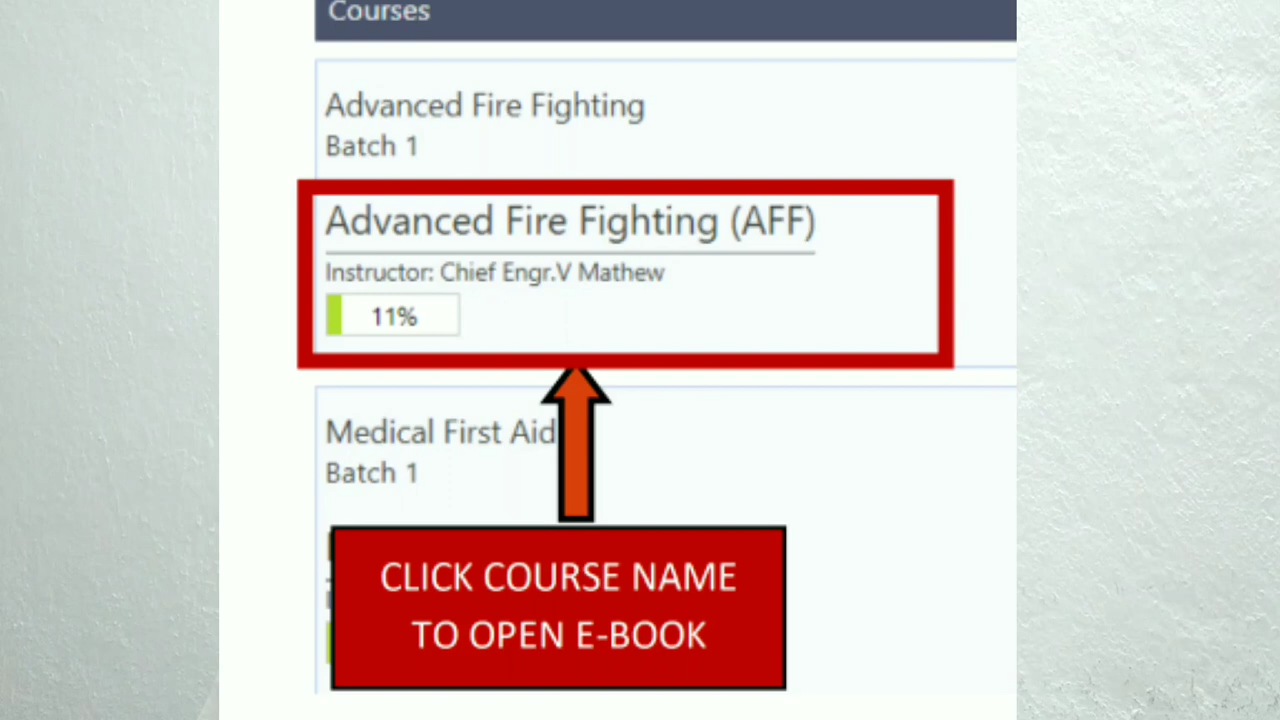 Courses
Advanced Fire Fighting
Batch 1
Advanced Fire Fighting (AFF)
Instructor: Chief Engr.V Mathew
11%
Medical First Aid
Batch 1
CLICK COURSE NAME
TO OPEN E-BOOK